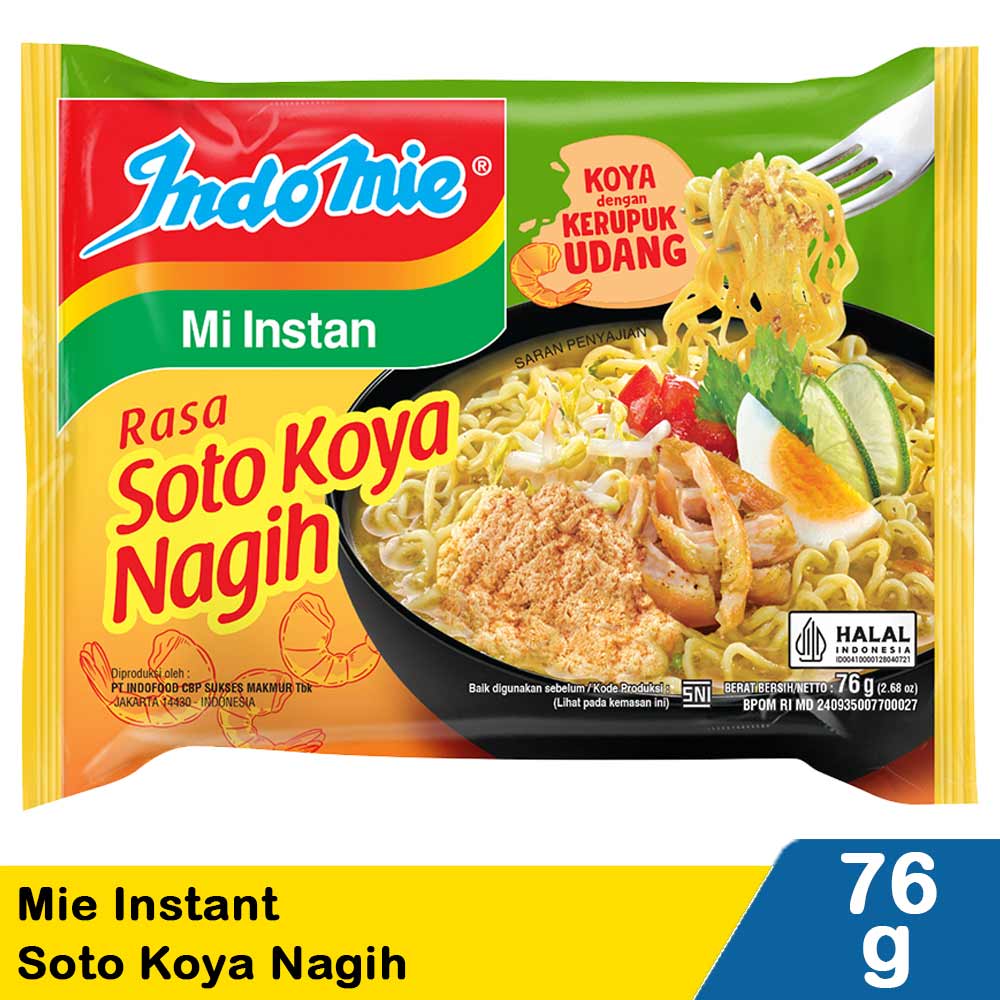 Indomie®
Mi Instan
Rasa
Soto Koya
Nagih
KOYA
dengan
KERUPUK
UDANG
SARAN PENYAJIAN
Diproduksi oleh :
PT INDOFOOD CBP SUKSES MAKMUR Tbk
JAKARTA 14430 - INDONESIA
Baik digunakan sebelum / Kode Produksi :
(Lihat pada kemasan ini)
SNI
HALAL
INDONESIA
ID00410000128040721
BERAT BERSIH/NETTO : 76 g (2.68 oz)
BPOM RI MD 240935007700027
Mie Instant
Soto Koya Nagih
76
g